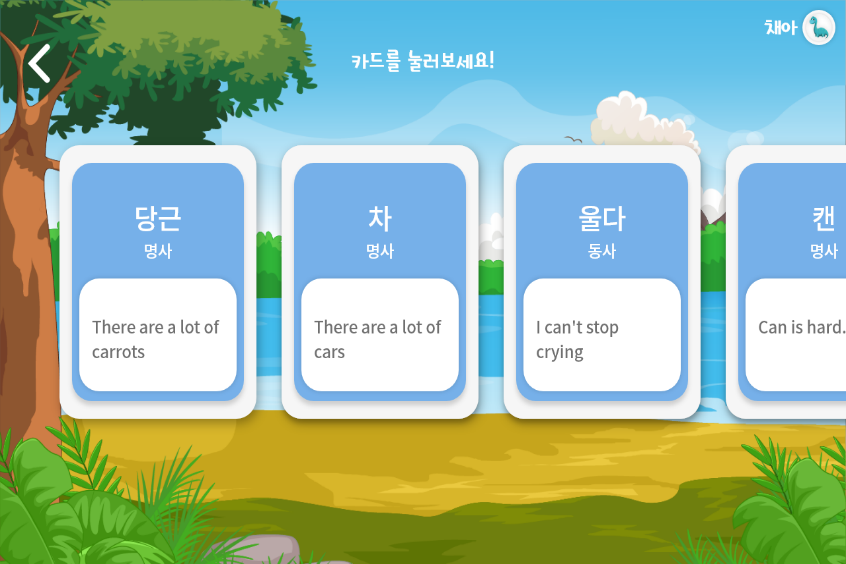 채아
카드를 눌러보세요!
당근
명사
There are a lot of
carrots
차
명사
There are a lot of
cars
울다
동사
I can't stop
crying
캔
명사
Can is hard.